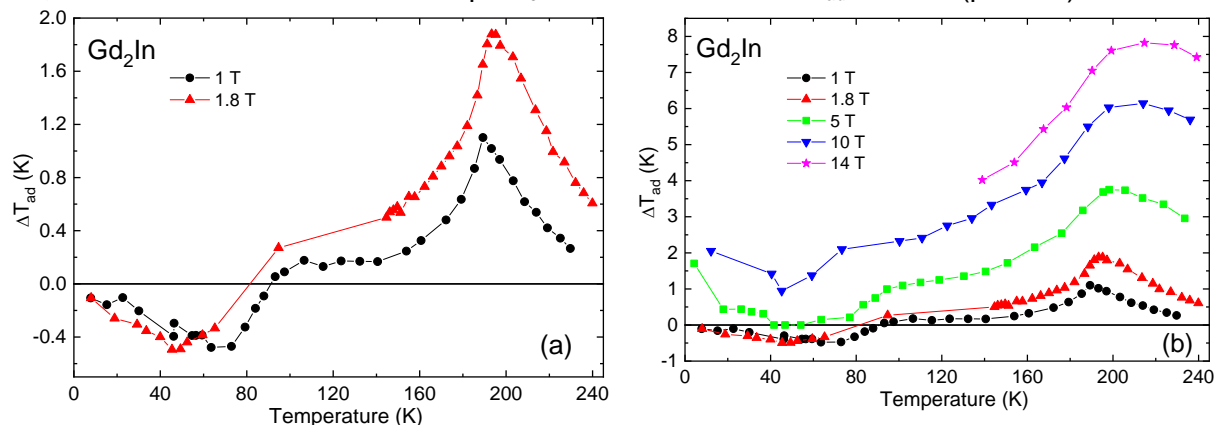 Gd2In
1 T
1.8 T
2.0
1.6
1.2
0.8
0.4
0.0
-0.4
ΔTad (K)
0 40 80 120 160 200 240
Temperature (K)
(a)
Gd2In
1 T
1.8 T
5 T
10 T
14 T
8
7
6
5
4
3
2
1
0
-1
ΔTad (K)
0 40 80 120 160 200 240
Temperature (K)
(b)